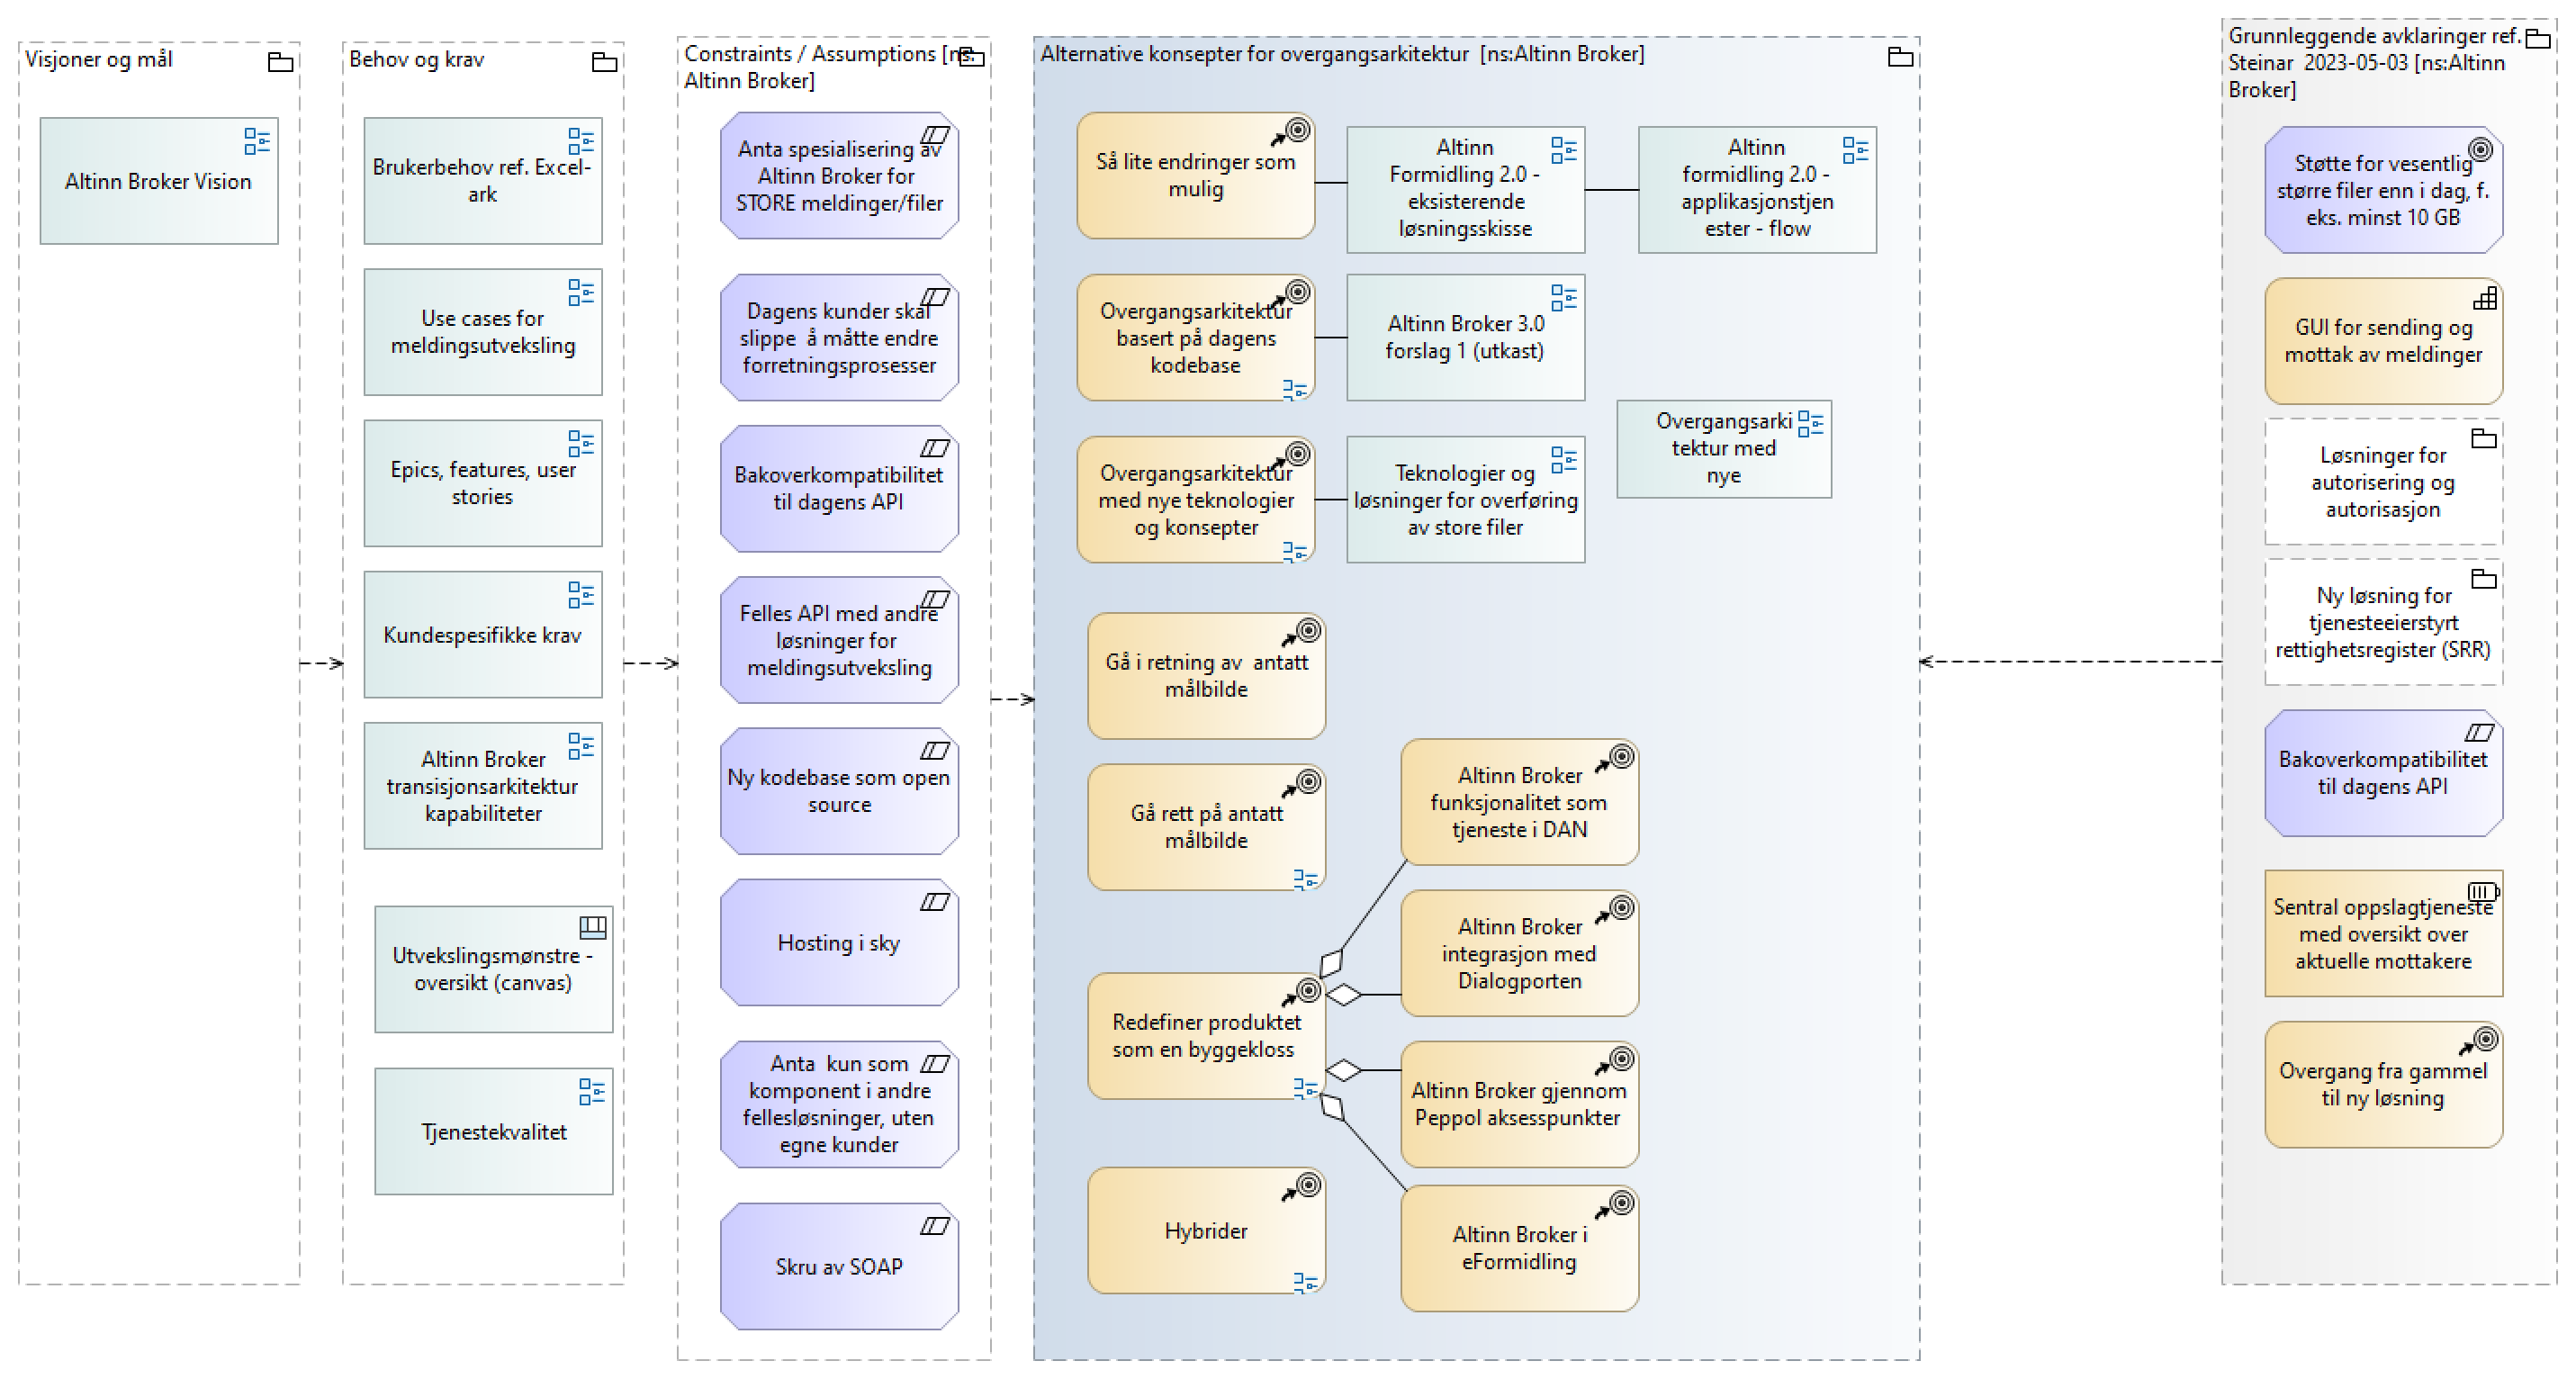 Visjoner og mål
Altinn Broker Vision
Behov og krav
Brukerbehov ref. Excel-
ark
Use cases for
meldingsutveksling
Epics, features, user
stories
Kundespesifikke krav
Altinn Broker
transisjonsarkitektur
kapabiliteter
Utvekslingsmønstre -
oversikt (canvas)
Tjenestekvalitet
Constraints / Assumptions [ns:
Altinn Broker]
Anta spesialisering av
Altinn Broker for
STORE meldinger/filer
Dagens kunder skal
slippe å måtte endre
forretningsprosesser
Bakoverkompatibilitet
til dagens API
Felles API med andre
løsninger for
meldingsutveksling
Ny kodebase som open
source
Hosting i sky
Anta kun som
komponent i andre
fellesløsninger, uten
egne kunder
Skru av SOAP
Alternative konsepter for overgangsarkitektur [ns:Altinn Broker]
Så lite endringer som
mulig
Altinn
Formidling 2.0 -
eksisterende
løsningsskisse
Altinn
formidling 2.0 -
applikasjonstjen
ester - flow
Overgangsarkitektur
basert på dagens
kodebase
Altinn Broker 3.0
forslag 1 (utkast)
Overgangsarki
tektur med
nye
Overgangsarkitektur
med nye teknologier
og konsepter
Teknologier og
løsninger for overføring
av store filer
Gå i retning av antatt
målbilde
Gå rett på antatt
målbilde
Altinn Broker
funksjonalitet som
tjeneste i DAN
Altinn Broker
integrasjon med
Dialogporten
Redefiner produktet
som en byggekloss
Altinn Broker gjennom
Peppol aksesspunkter
Hybrider
Altinn Broker i
eFormidling
Grunnleggende avklaringer ref.
Steinar 2023-05-03 [ns:Altinn
Broker]
Støtte for vesentlig
større filer enn i dag, f.
eks. minst 10 GB
GUI for sending og
mottak av meldinger
Løsninger for
autorisering og
autorisasjon
Ny løsning for
tjenesteeierstyrt
rettighetsregister (SRR)
Bakoverkompatibilitet
til dagens API
Sentral oppslagtjeneste
med oversikt over
aktuelle mottakere
Overgang fra gammel
til ny løsning